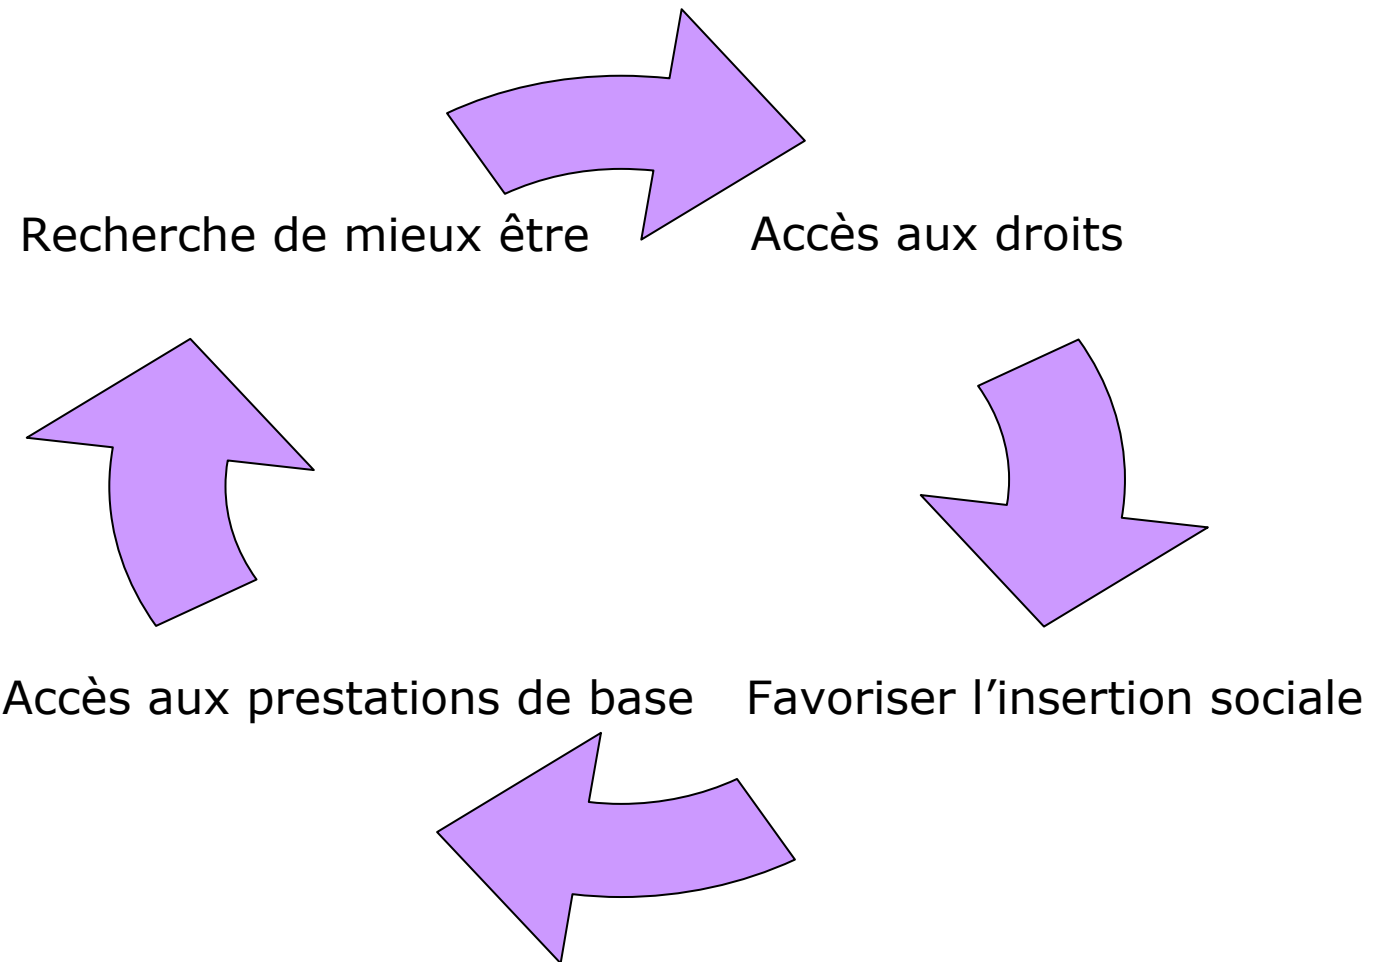 Recherche de mieux être
Accès aux droits
Accès aux prestations de base
Favoriser l’insertion sociale